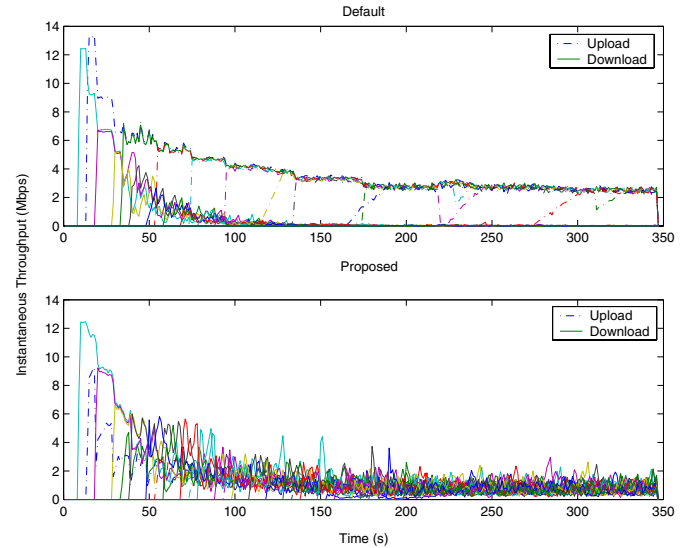 Default
14
12
10
8
6
4
2
0
Upload
Download
0 50 100 150 200 250 300 350
Instantaneous Throughput (Mbps)
Proposed
14
12
10
8
6
4
2
0
Upload
Download
0 50 100 150 200 250 300 350
Time (s)